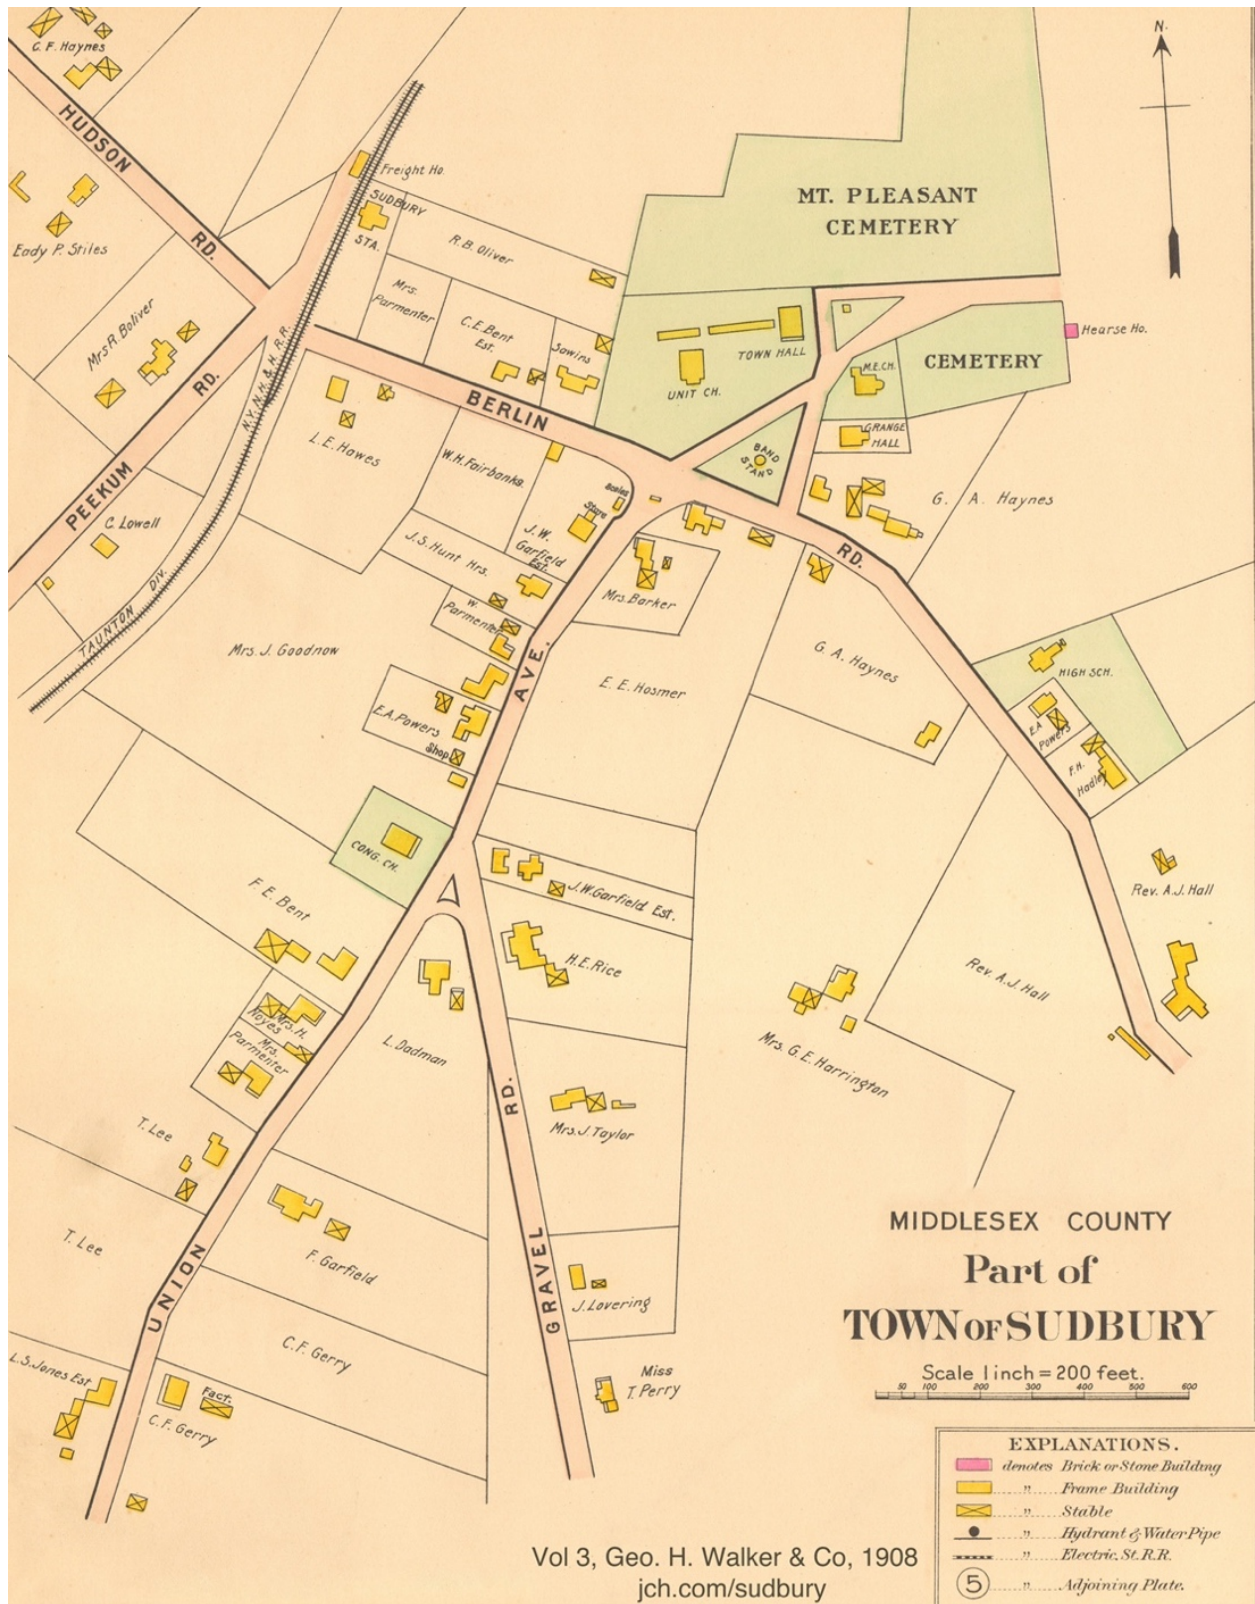 N.
C. F. Haynes
HUDSON
RD.
Freight Ho.
SUDBURY
STA.
MT. PLEASANT
CEMETERY
Eady P. Stiles
R. B. Oliver
Mrs.
Parmenter
C. E. Bent
Est.
Sowins
TOWN HALL
UNIT CH.
Hearse Ho.
CEMETERY
M.E.CH.
GRANGE
HALL
BAND
STAND
Mrs R. Boliver
N.Y.N.H. & H. R.R.
BERLIN
RD.
PEEKUM
RD.
L. E. Hawes
W. H. Fairbanks
Scales
Store
J. W.
Garfield
Est.
G. A. Haynes
C. Lowell
J. S. Hunt Hrs.
Mrs. Barker
TAUNTON DIV.
W.
Parmenter
Mrs. J. Goodnow
AVE.
E. E. Hosmer
G. A. Haynes
HIGH SCH.
E.A.
Powers
F. H.
Hadley
E. A. Powers
Shop
CONG. CH.
J. W. Garfield Est.
Rev. A. J. Hall
F. E. Bent
H. E. Rice
Rev. A. J. Hall
Mrs. H.
Noyes
Mrs.
Parmenter
L. Dadman
Mrs. G. E. Harrington
RD.
T. Lee
Mrs. J. Taylor
T. Lee
UNION
F. Garfield
GRAVEL
J. Lovering
C. F. Gerry
L. S. Jones Est
Fact.
C. F. Gerry
Miss
T. Perry
MIDDLESEX COUNTY
Part of
TOWN OF SUDBURY
Scale 1 inch = 200 feet.
50 100 200 300 400 500 600
EXPLANATIONS.
denotes Brick or Stone Building
" Frame Building
" Stable
" Hydrant & Water Pipe
" Electric. St. R.R.
5 " Adjoining Plate.
Vol 3, Geo. H. Walker & Co, 1908
jch.com/sudbury